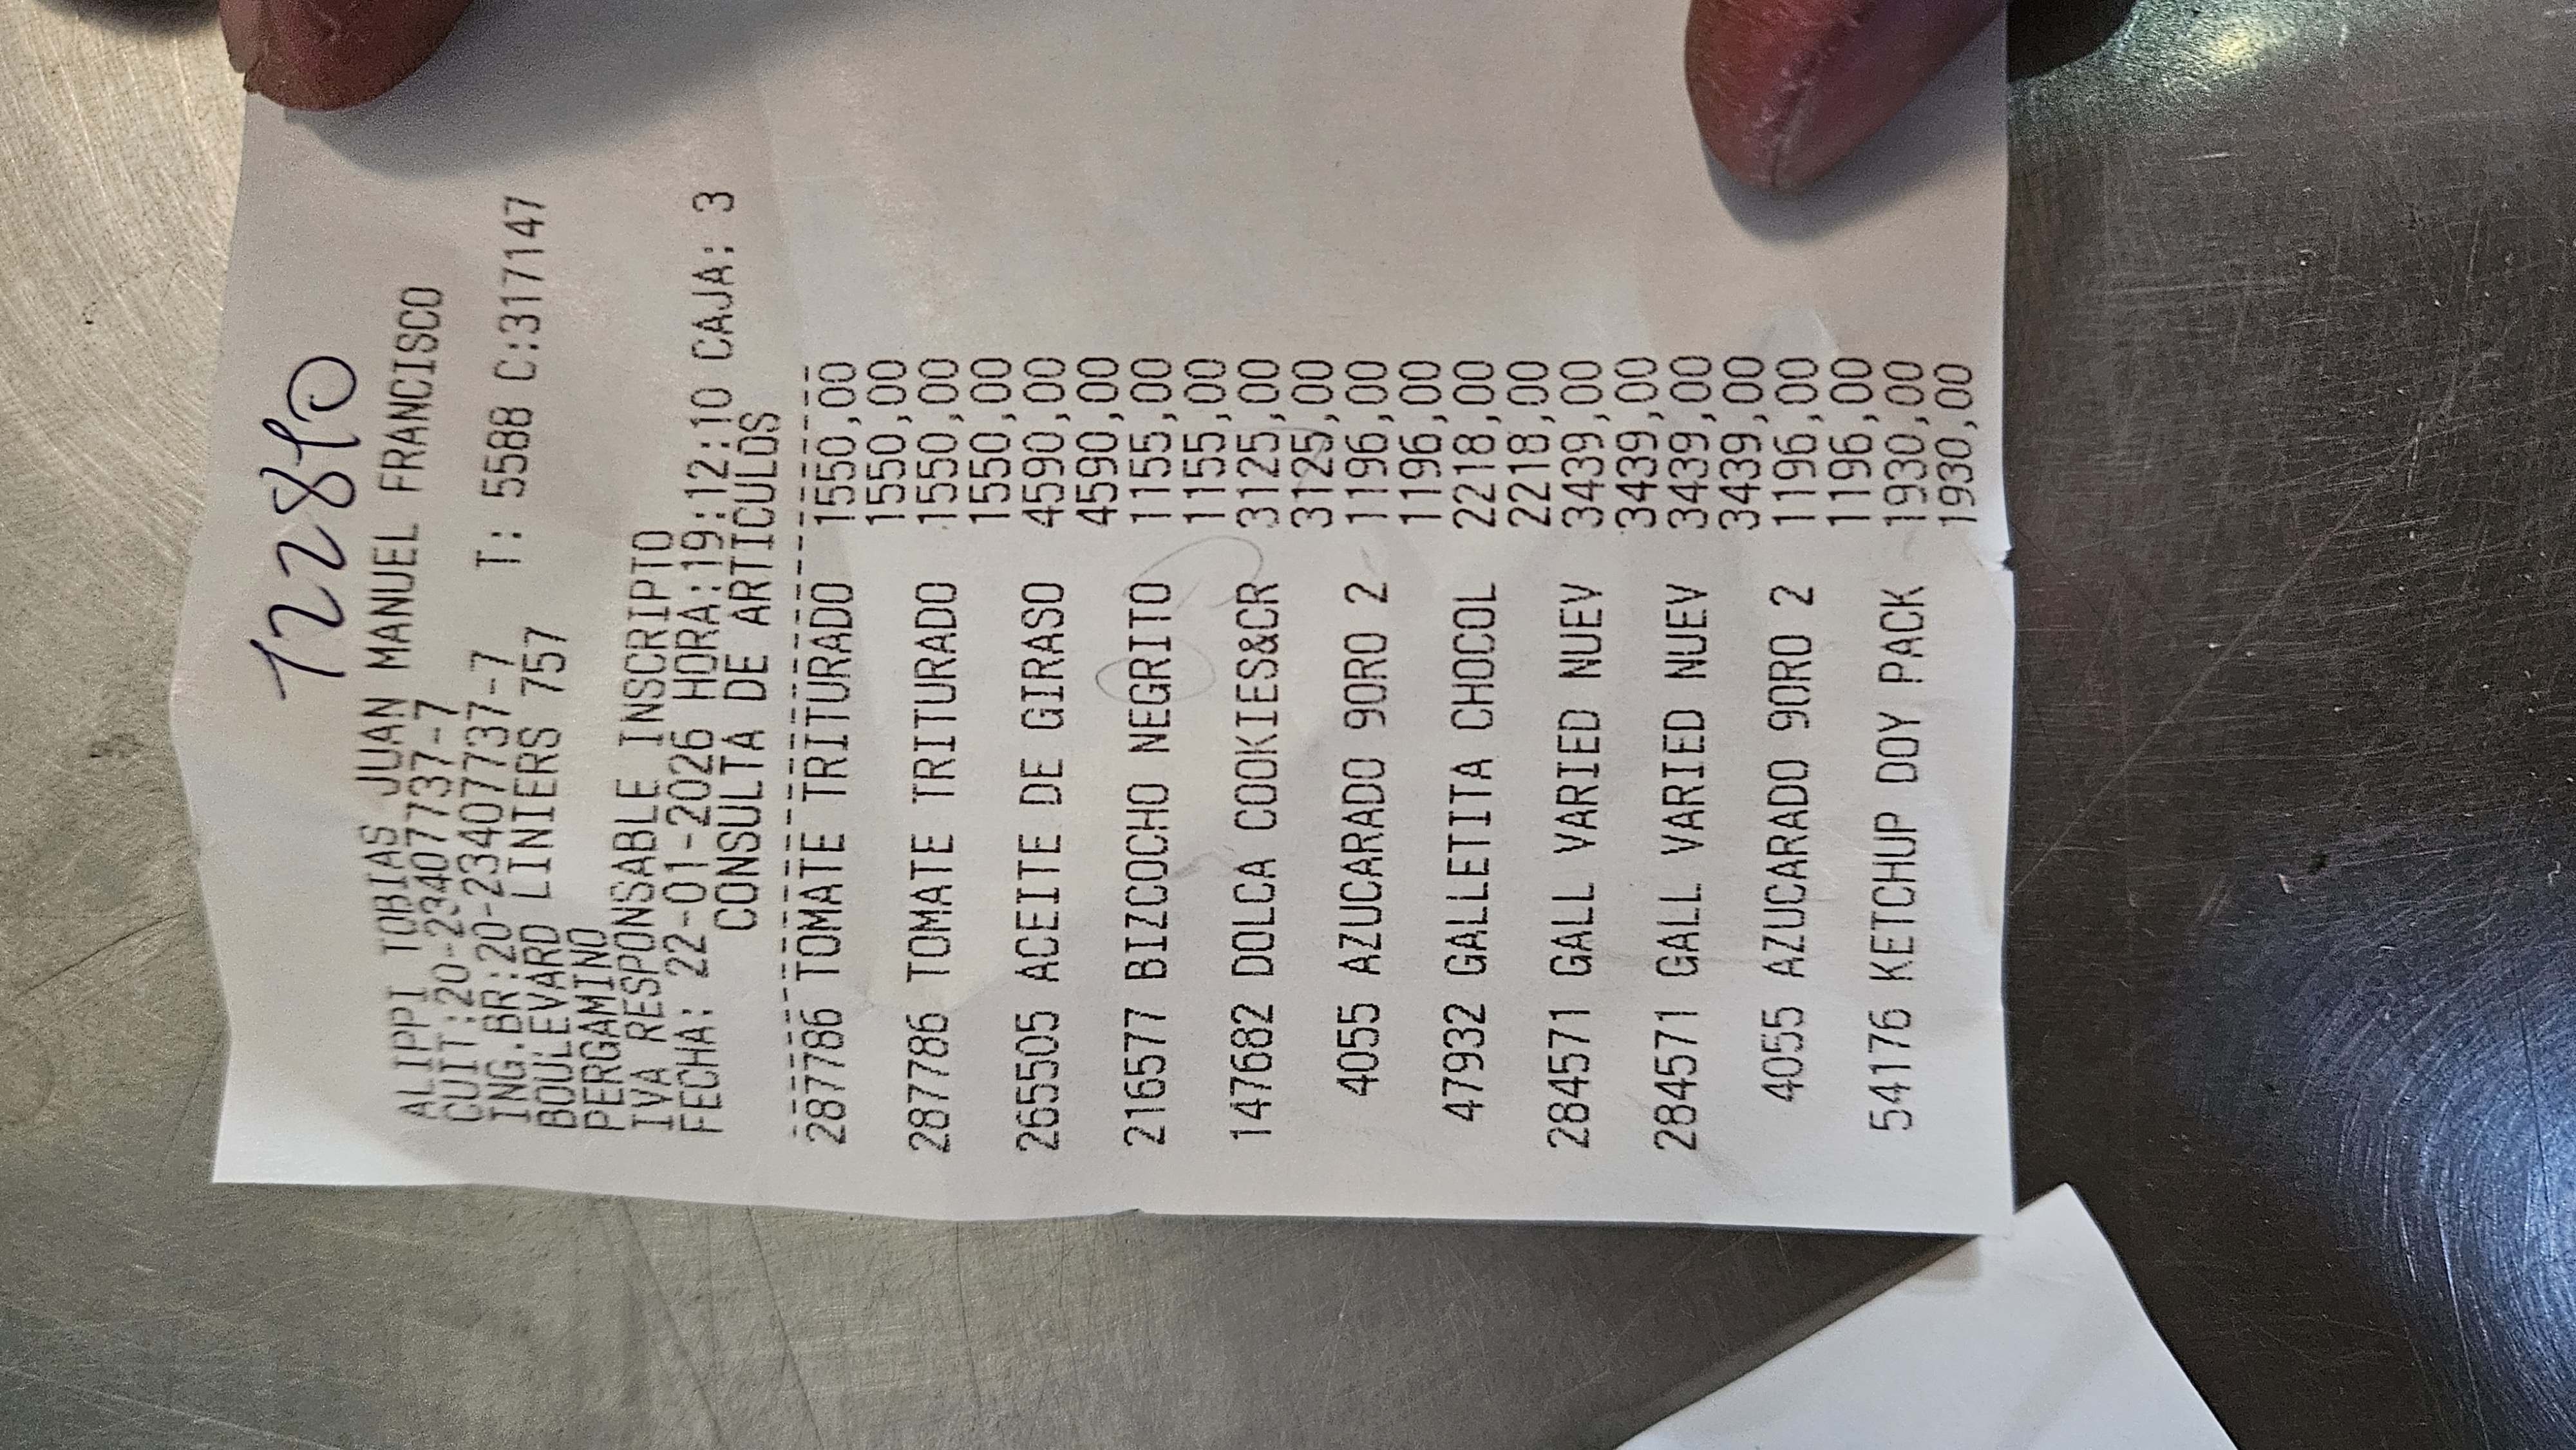 ALIPPI TOBIAS JUAN MANUEL FRANCISCO
CUIT:20-23407737-7
ING.BR:20-23407737-7 T: 5588 C:317147
BOULEVARD LINIERS 757
PERGAMINO
IVA RESPONSABLE INSCRIPTO
FECHA: 22-01-2026 HORA:19:12:10 CAJA: 3
CONSULTA DE ARTICULOS
287786 TOMATE TRITURADO 1550,00
1550,00
287786 TOMATE TRITURADO 1550,00
1550,00
265505 ACEITE DE GIRASO 4590,00
4590,00
216577 BIZCOCHO NEGRITO 1155,00
1155,00
147682 DOLCA COOKIES&CR 3125,00
3125,00
4055 AZUCARADO 9ORO 2 1196,00
1196,00
47932 GALLETITA CHOCOL 2218,00
2218,00
284571 GALL VARIED NUEV 3439,00
3439,00
284571 GALL VARIED NUEV 3439,00
3439,00
4055 AZUCARADO 9ORO 2 1196,00
1196,00
54176 KETCHUP DOY PACK 1930,00
1930,00